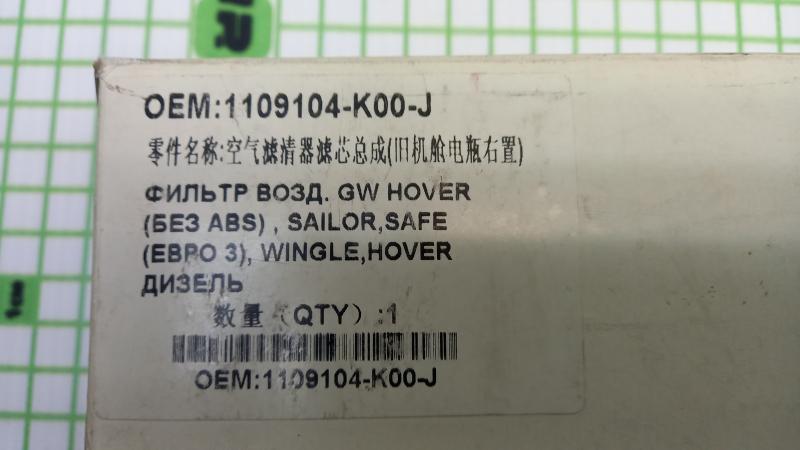 OEM:1109104-K00-J
零件名称:空气滤清器滤芯总成(旧机舱电瓶右置)
ФИЛЬТР ВОЗД. GW HOVER
(БЕЗ ABS) , SAILOR,SAFE
(ЕВРО 3), WINGLE,HOVER
ДИЗЕЛЬ
数量（QTY）:1
OEM:1109104-K00-J